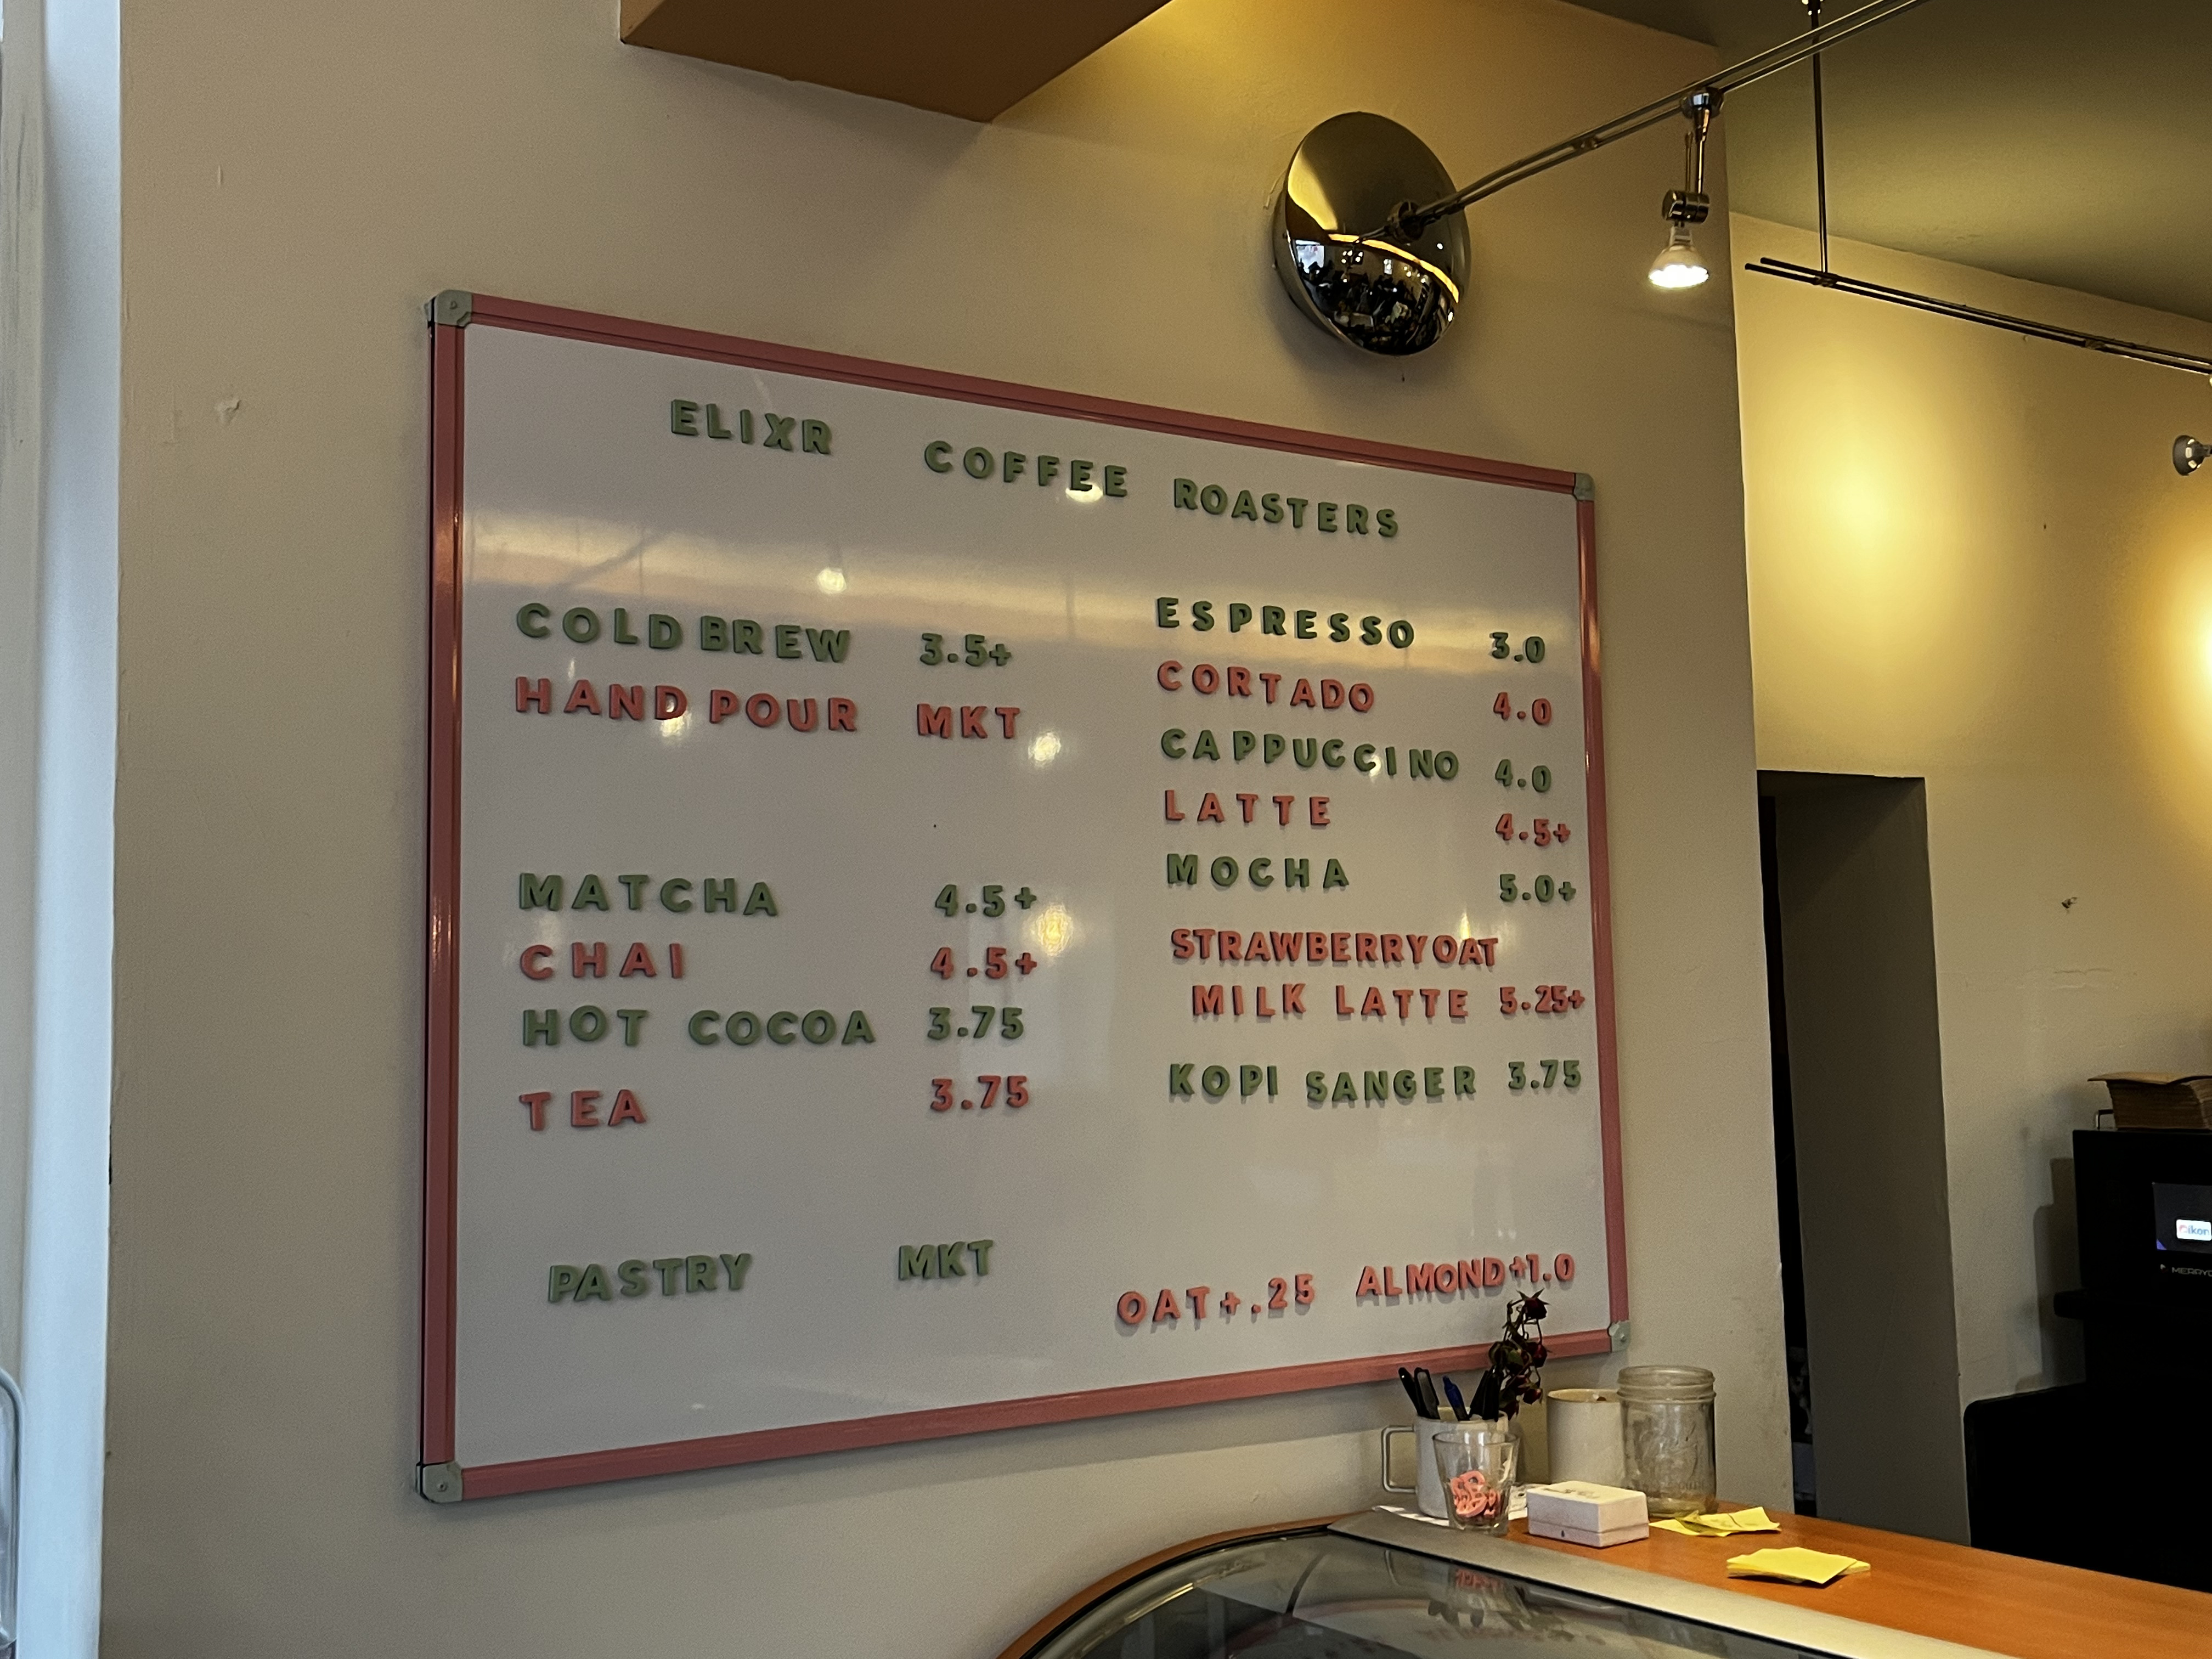 ELIXR COFFEE ROASTERS
COLD BREW 3.5+
HAND POUR MKT
MATCHA 4.5+
CHAI 4.5+
HOT COCOA 3.75
TEA 3.75
PASTRY MKT
ESPRESSO 3.0
CORTADO 4.0
CAPPUCCINO 4.0
LATTE 4.5+
MOCHA 5.0+
STRAWBERRY OAT
MILK LATTE 5.25+
KOPI SANGER 3.75
OAT+.25 ALMOND+1.0